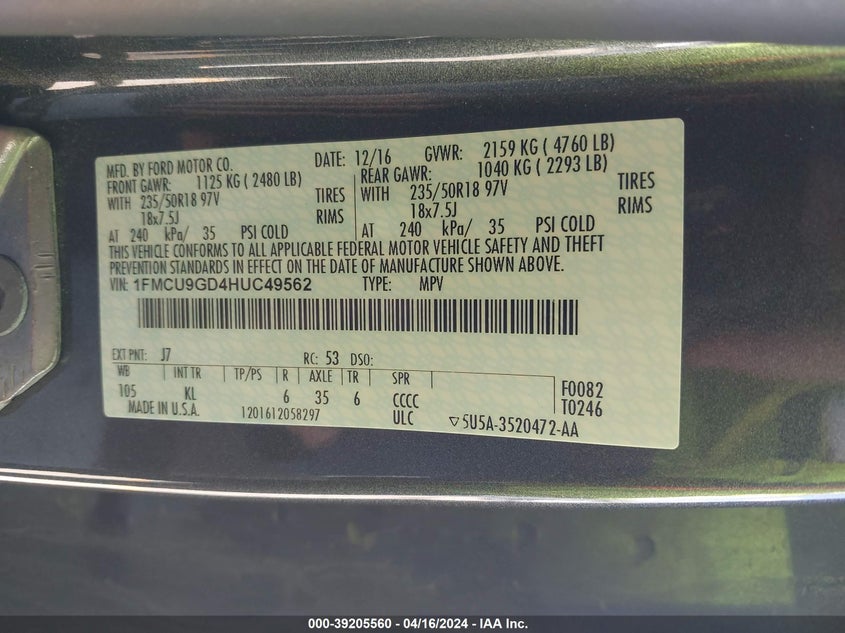 MFD. BY FORD MOTOR CO. DATE: 12/16 GVWR: 2159 KG ( 4760 LB)
FRONT GAWR: 1125 KG ( 2480 LB) REAR GAWR: 1040 KG ( 2293 LB)
WITH 235/50R18 97V TIRES WITH 235/50R18 97V TIRES
18x7.5J RIMS 18x7.5J RIMS
AT 240 kPa/ 35 PSI COLD AT 240 kPa/ 35 PSI COLD
THIS VEHICLE CONFORMS TO ALL APPLICABLE FEDERAL MOTOR VEHICLE SAFETY AND THEFT
PREVENTION STANDARDS IN EFFECT ON THE DATE OF MANUFACTURE SHOWN ABOVE.
VIN: 1FMCU9GD4HUC49562 TYPE: MPV
EXT PNT: J7 RC: 53 DSO:
WB INT TR TP/PS R AXLE TR SPR
105 KL 6 35 6 CCCC F0082
MADE IN U.S.A. 1201612058297 ULC T0246
▽5U5A-3520472-AA
000-39205560 - 04/16/2024 - IAA Inc.